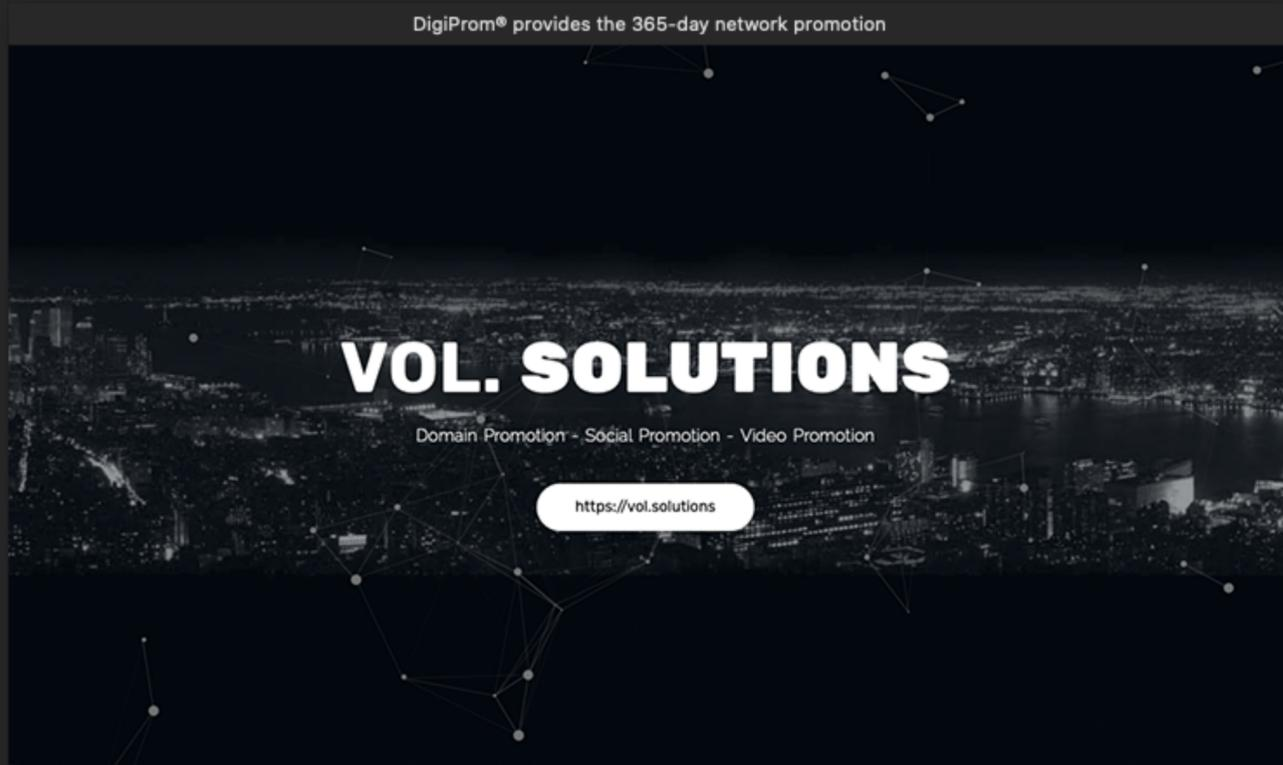 DigiProm® provides the 365-day network promotion
VOL. SOLUTIONS
Domain Promotion - Social Promotion - Video Promotion
https://vol.solutions